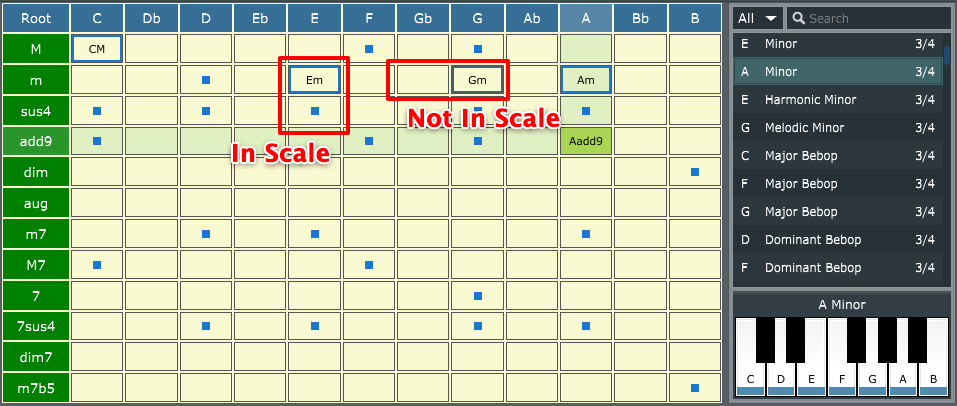 Root C Db D Eb E F Gb G Ab A Bb B
M CM
m Em Gm Am
sus4
add9 Aadd9
dim
aug
m7
M7
7
7sus4
dim7
m7b5
In Scale
Not In Scale
All Search
E Minor 3/4
A Minor 3/4
E Harmonic Minor 3/4
G Melodic Minor 3/4
C Major Bebop 3/4
F Major Bebop 3/4
G Major Bebop 3/4
D Dominant Bebop 3/4
F Dominant Bebop 3/4
A Minor
C D E F G A B